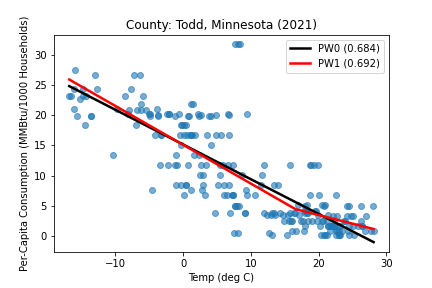 County: Todd, Minnesota (2021)
Per-Capita Consumption (MMBtu/1000 Households)
30
25
20
15
10
5
0
PW0 (0.684)
PW1 (0.692)
−10 0 10 20 30
Temp (deg C)